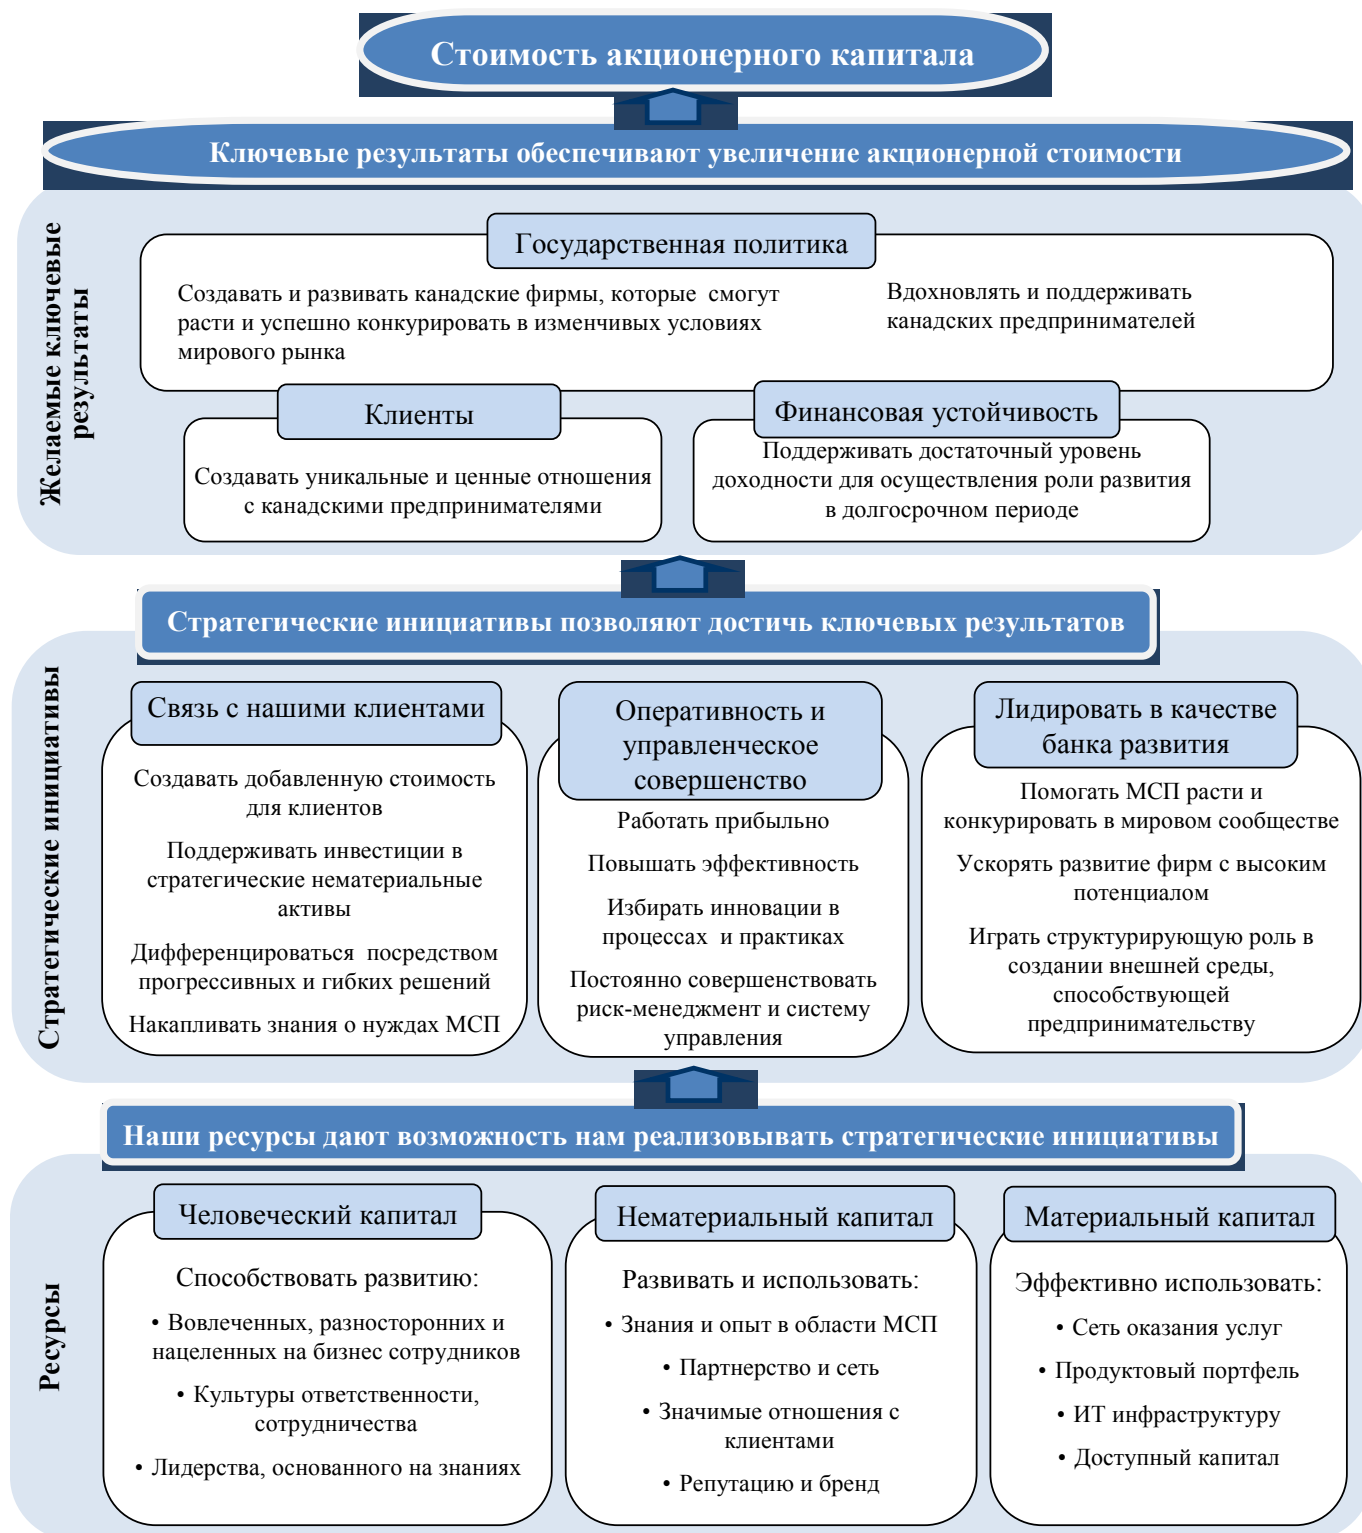 Стоимость акционерного капитала
Ключевые результаты обеспечивают увеличение акционерной стоимости
Желаемые ключевые
результаты
Государственная политика
Создавать и развивать канадские фирмы, которые смогут
расти и успешно конкурировать в изменчивых условиях
мирового рынка
Вдохновлять и поддерживать
канадских предпринимателей
Клиенты
Создавать уникальные и ценные отношения
с канадскими предпринимателями
Финансовая устойчивость
Поддерживать достаточный уровень
доходности для осуществления роли развития
в долгосрочном периоде
Стратегические инициативы позволяют достичь ключевых результатов
Стратегические инициативы
Связь с нашими клиентами
Создавать добавленную стоимость
для клиентов
Поддерживать инвестиции в
стратегические нематериальные
активы
Дифференцироваться посредством
прогрессивных и гибких решений
Накапливать знания о нуждах МСП
Оперативность и
управленческое
совершенство
Работать прибыльно
Повышать эффективность
Избирать инновации в
процессах и практиках
Постоянно совершенствовать
риск-менеджмент и систему
управления
Лидировать в качестве
банка развития
Помогать МСП расти и
конкурировать в мировом сообществе
Ускорять развитие фирм с высоким
потенциалом
Играть структурирующую роль в
создании внешней среды,
способствующей
предпринимательству
Наши ресурсы дают возможность нам реализовывать стратегические инициативы
Ресурсы
Человеческий капитал
Способствовать развитию:
• Вовлеченных, разносторонних и
нацеленных на бизнес сотрудников
• Культуры ответственности,
сотрудничества
• Лидерства, основанного на знаниях
Нематериальный капитал
Развивать и использовать:
• Знания и опыт в области МСП
• Партнерство и сеть
• Значимые отношения с
клиентами
• Репутацию и бренд
Материальный капитал
Эффективно использовать:
• Сеть оказания услуг
• Продуктовый портфель
• ИТ инфраструктуру
• Доступный капитал